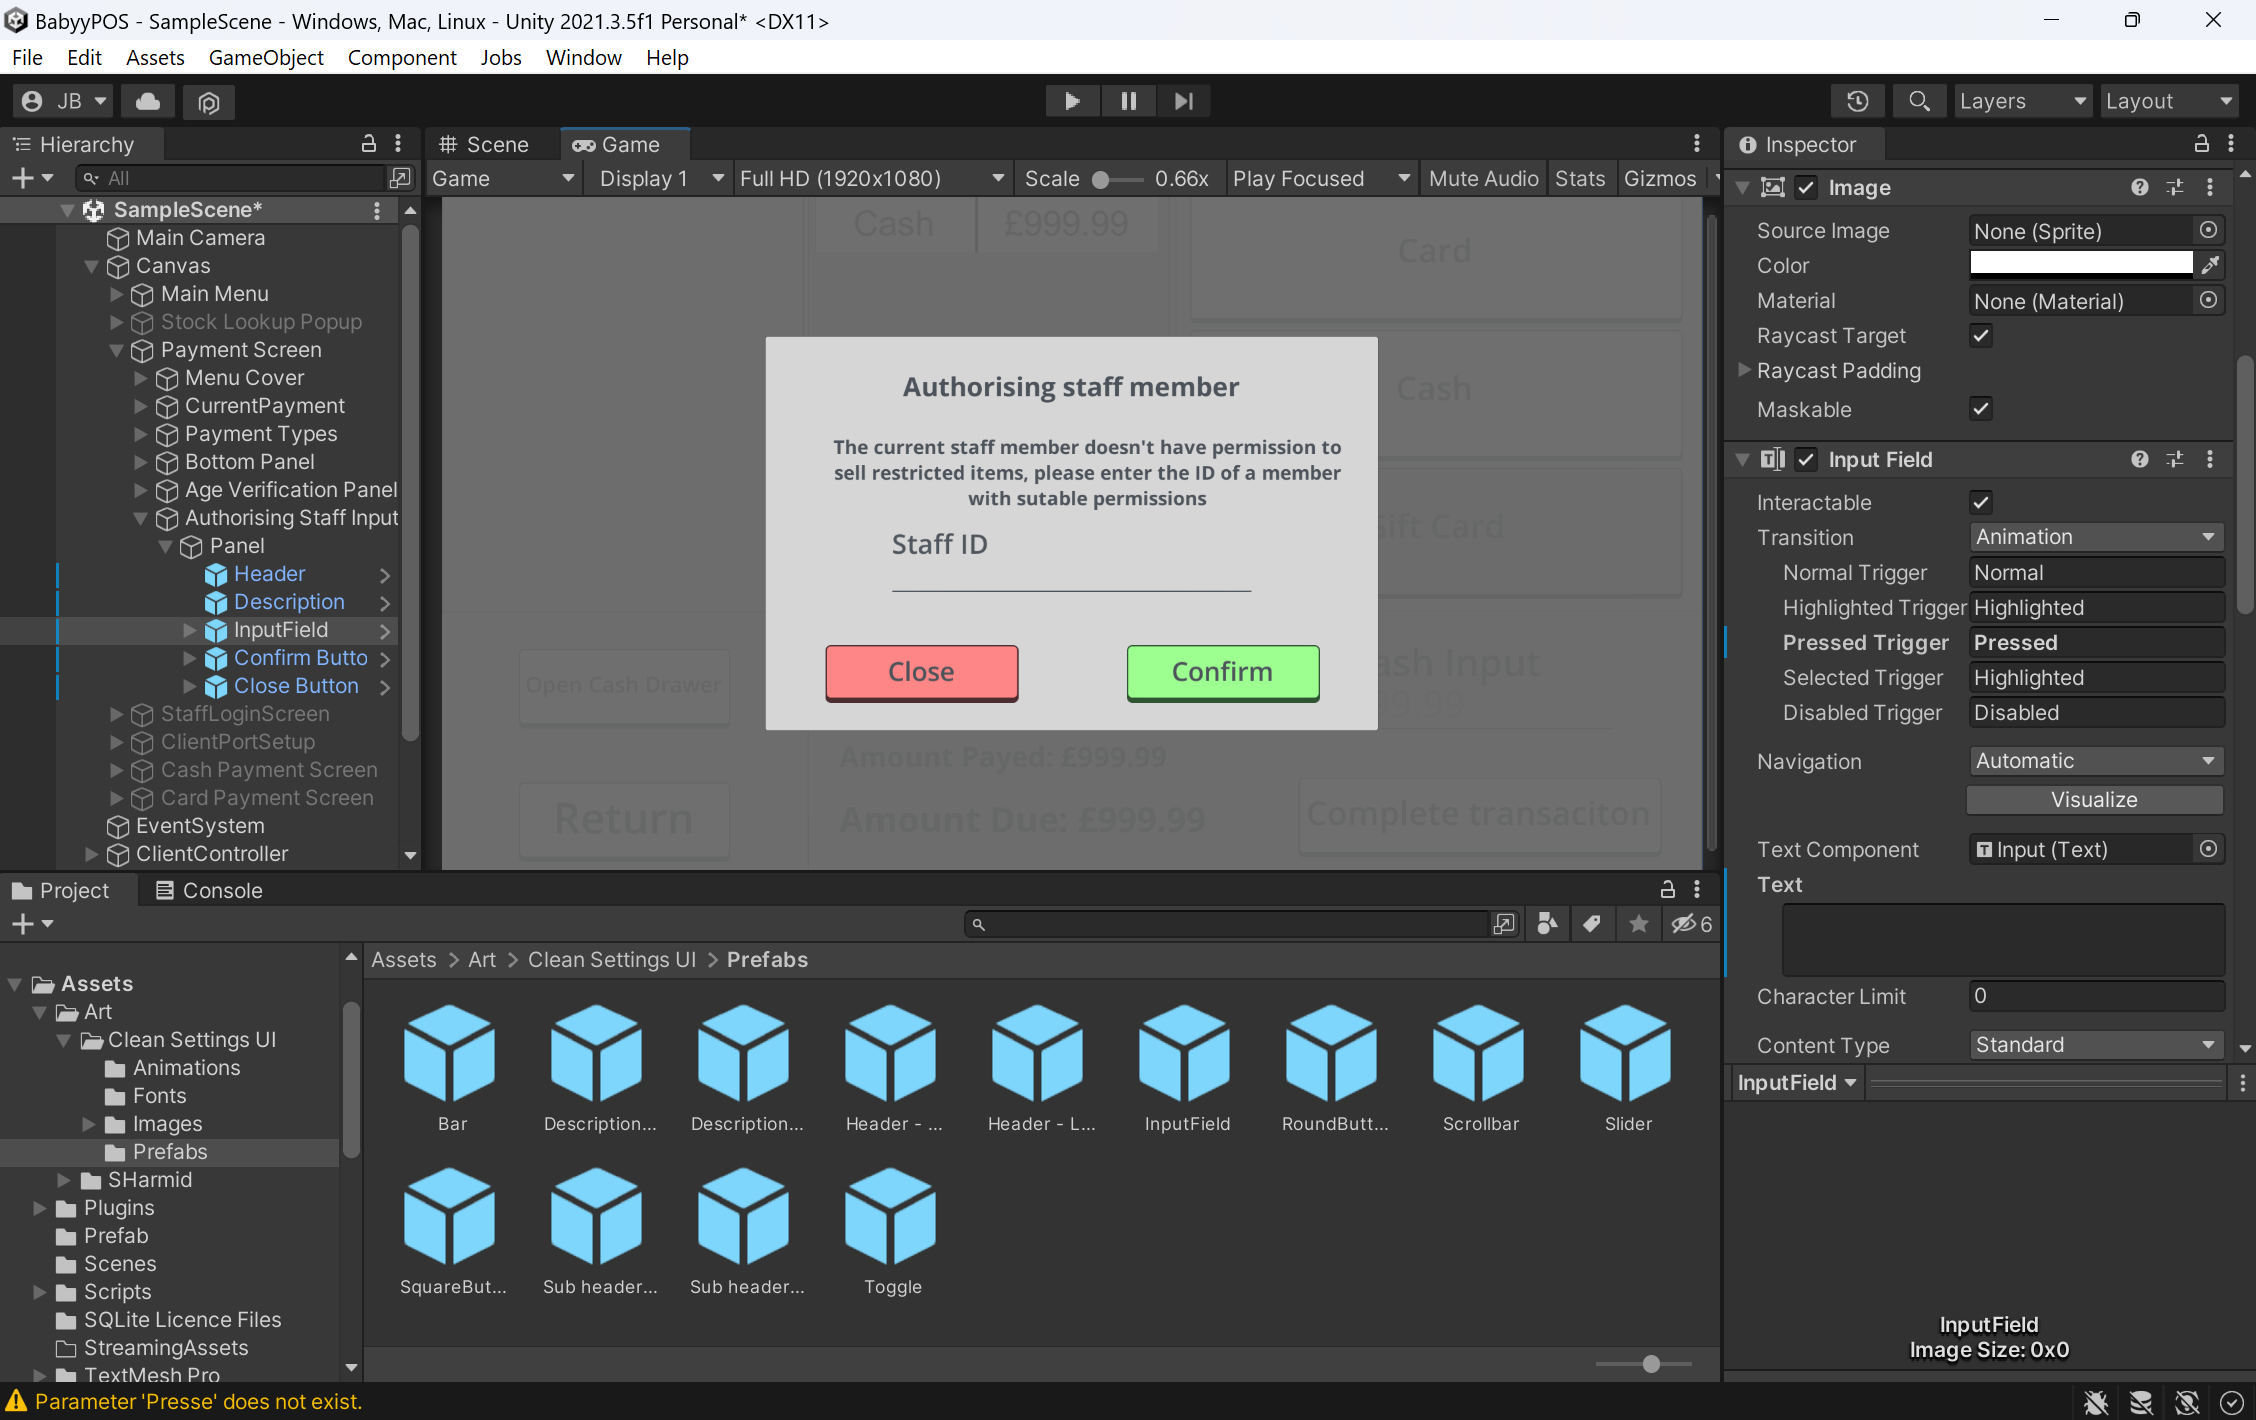 BabyyPOS - SampleScene - Windows, Mac, Linux - Unity 2021.3.5f1 Personal* <DX11>
File Edit Assets GameObject Component Jobs Window Help
JB
Layers
Layout
Hierarchy
All
SampleScene*
Main Camera
Canvas
Main Menu
Stock Lookup Popup
Payment Screen
Menu Cover
CurrentPayment
Payment Types
Bottom Panel
Age Verification Panel
Authorising Staff Input
Panel
Header
Description
InputField
Confirm Butto
Close Button
StaffLoginScreen
ClientPortSetup
Cash Payment Screen
Card Payment Screen
EventSystem
ClientController
Scene
Game
Game
Display 1
Full HD (1920x1080)
Scale 0.66x
Play Focused
Mute Audio
Stats
Gizmos
Cash £999.99
Card
Cash
Gift Card
Authorising staff member
The current staff member doesn't have permission to
sell restricted items, please enter the ID of a member
with sutable permissions
Staff ID
Close
Confirm
Open Cash Drawer
ash Input
99.99
Amount Payed: £999.99
Return
Amount Due: £999.99
Complete transaciton
Inspector
Image
Source Image None (Sprite)
Color
Material None (Material)
Raycast Target
Raycast Padding
Maskable
Input Field
Interactable
Transition Animation
Normal Trigger Normal
Highlighted Trigger Highlighted
Pressed Trigger Pressed
Selected Trigger Highlighted
Disabled Trigger Disabled
Navigation Automatic
Visualize
Text Component Input (Text)
Text
Character Limit 0
Content Type Standard
InputField
InputField
Image Size: 0x0
Project
Console
6
Assets
Art
Clean Settings UI
Animations
Fonts
Images
Prefabs
SHarmid
Plugins
Prefab
Scenes
Scripts
SQLite Licence Files
StreamingAssets
TextMesh Pro
Assets > Art > Clean Settings UI > Prefabs
Bar
Description...
Description...
Header - ...
Header - L...
InputField
RoundButt...
Scrollbar
Slider
SquareBut...
Sub header...
Sub header...
Toggle
Parameter 'Presse' does not exist.